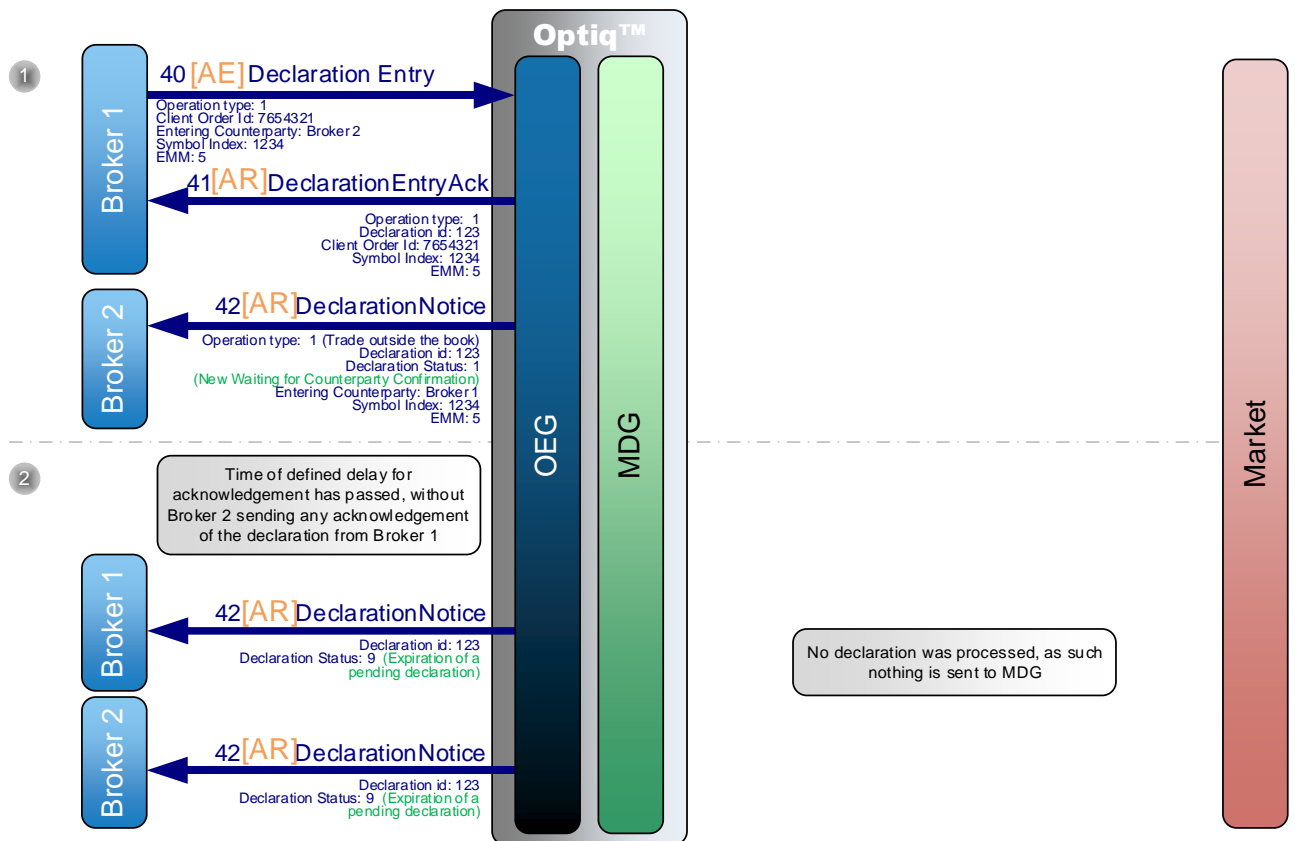 Optiq™
1
40 [AE] Declaration Entry
Operation type: 1
Client Order Id: 7654321
Entering Counterparty: Broker 2
Symbol Index: 1234
EMM: 5
Broker 1
41[AR]DeclarationEntryAck
Operation type: 1
Declaration id: 123
Client Order Id: 7654321
Symbol Index: 1234
EMM: 5
Broker 2
42[AR]DeclarationNotice
Operation type: 1 (Trade outside the book)
Declaration id: 123
Declaration Status: 1
(New Waiting for Counterparty Confirmation)
Entering Counterparty: Broker 1
Symbol Index: 1234
EMM: 5
OEG
MDG
Market
2
Time of defined delay for
acknowledgement has passed, without
Broker 2 sending any acknowledgement
of the declaration from Broker 1
Broker 1
42[AR]DeclarationNotice
Declaration id: 123
Declaration Status: 9 (Expiration of a
pending declaration)
No declaration was processed, as such
nothing is sent to MDG
Broker 2
42[AR]DeclarationNotice
Declaration id: 123
Declaration Status: 9 (Expiration of a
pending declaration)